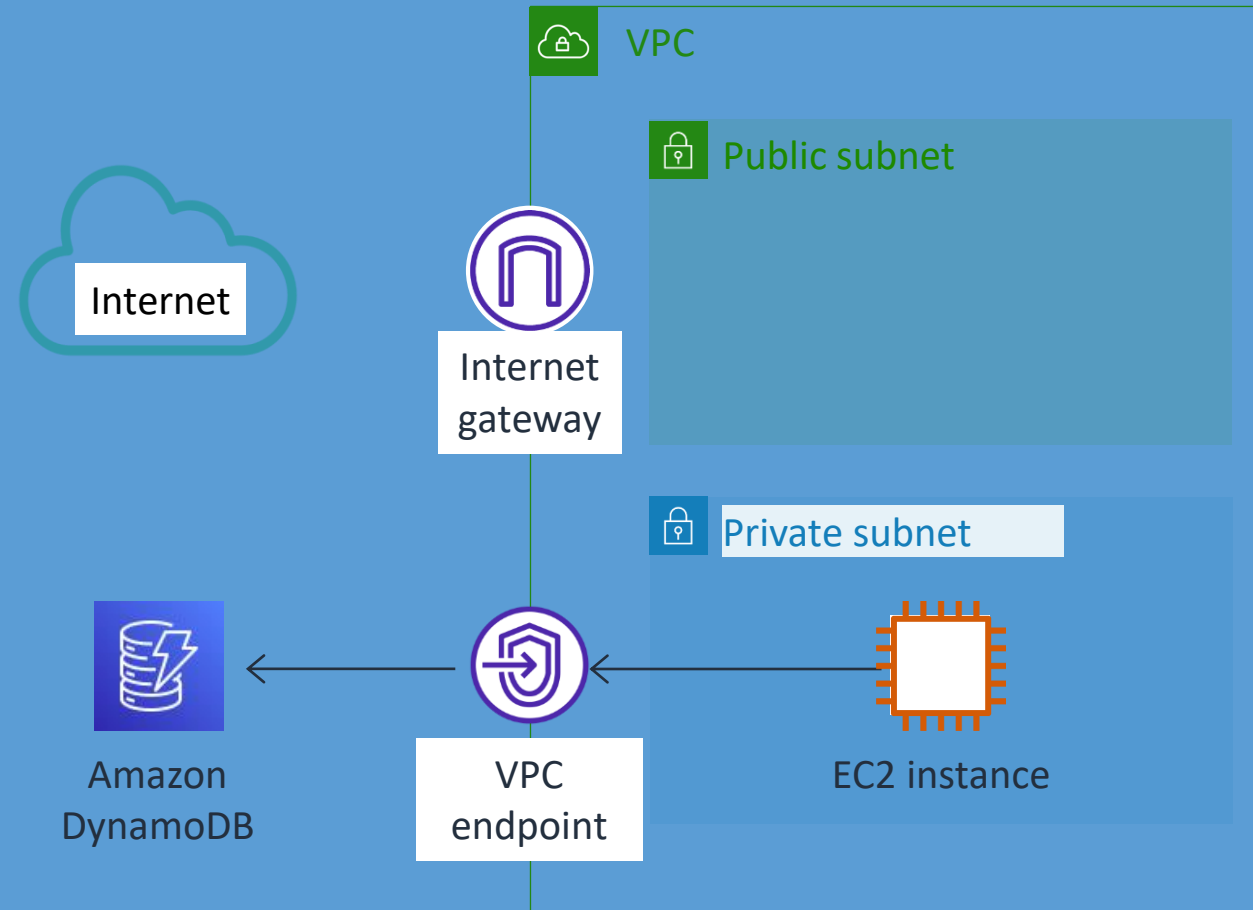 VPC
Public subnet
Internet
Internet
gateway
Private subnet
Amazon
DynamoDB
VPC
endpoint
EC2 instance